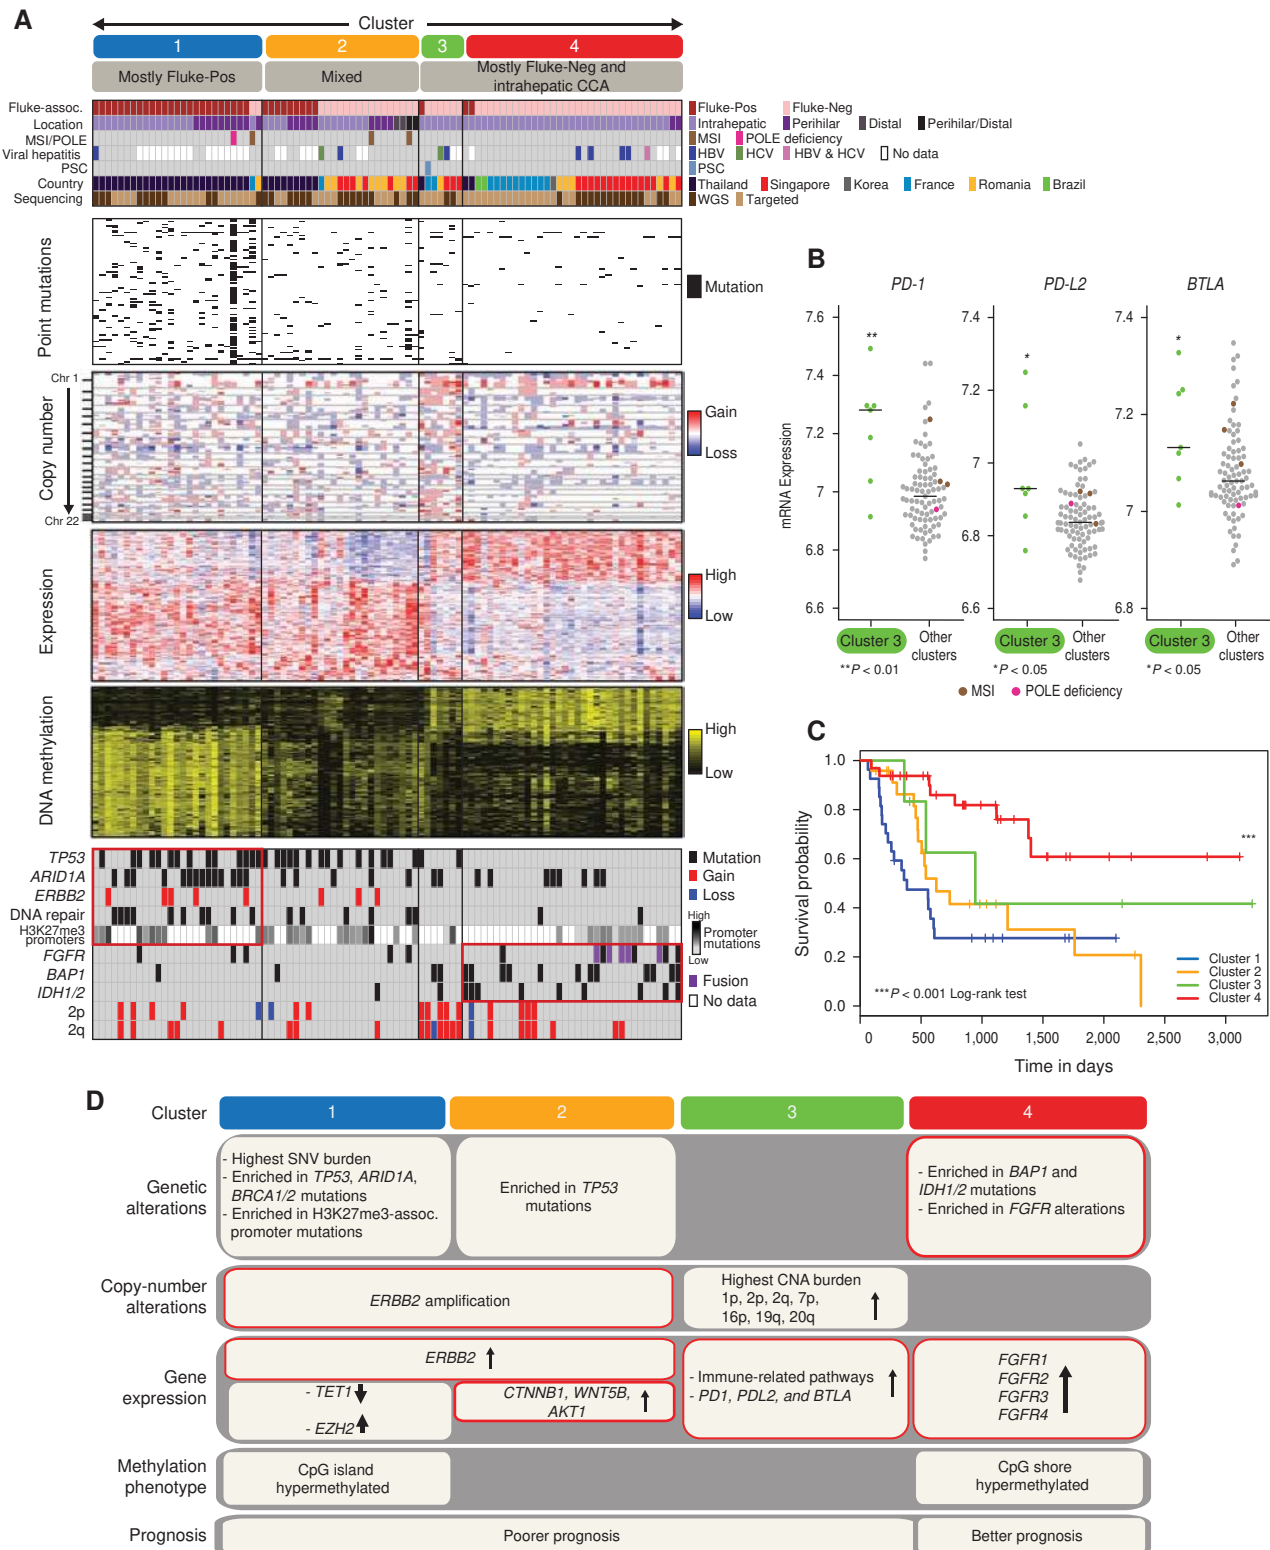 A
Cluster
1 2 3 4
Mostly Fluke-Pos
Mixed
Mostly Fluke-Neg and
intrahepatic CCA
Fluke-assoc.
Fluke-Pos Fluke-Neg
Location
Intrahepatic Perihilar Distal Perihilar/Distal
MSI/POLE
MSI POLE deficiency
Viral hepatitis
HBV HCV HBV & HCV No data
PSC
PSC
Country
Thailand Singapore Korea France Romania Brazil
Sequencing
WGS Targeted
Point mutations
Mutation
Chr 1
Copy number
Chr 22
Gain
Loss
Expression
High
Low
DNA methylation
High
Low
TP53
ARID1A
ERBB2
DNA repair
H3K27me3
promoters
FGFR
BAP1
IDH1/2
2p
2q
Mutation
Gain
Loss
High
Promoter
mutations
Low
Fusion
No data
B
PD-1
PD-L2
BTLA
mRNA Expression
7.6
7.4
7.2
7
6.8
6.6
**
Cluster 3
Other
clusters
**P < 0.01
7.4
7.2
7
6.8
6.6
*
Cluster 3
Other
clusters
*P < 0.05
7.4
7.2
7
6.8
*
Cluster 3
Other
clusters
*P < 0.05
MSI POLE deficiency
C
Survival probability
1.0
0.8
0.6
0.4
0.2
0.0
***
***P < 0.001 Log-rank test
Cluster 1
Cluster 2
Cluster 3
Cluster 4
0 500 1,000 1,500 2,000 2,500 3,000
Time in days
D
Cluster
1 2 3 4
Genetic
alterations
- Highest SNV burden
- Enriched in TP53, ARID1A,
BRCA1/2 mutations
- Enriched in H3K27me3-assoc.
promoter mutations
Enriched in TP53
mutations
- Enriched in BAP1 and
IDH1/2 mutations
- Enriched in FGFR alterations
Copy-number
alterations
ERBB2 amplification
Highest CNA burden
1p, 2p, 2q, 7p,
16p, 19q, 20q
Gene
expression
ERBB2
- TET1
- EZH2
CTNNB1, WNT5B,
AKT1
- Immune-related pathways
- PD1, PDL2, and BTLA
FGFR1
FGFR2
FGFR3
FGFR4
Methylation
phenotype
CpG island
hypermethylated
CpG shore
hypermethylated
Prognosis
Poorer prognosis
Better prognosis